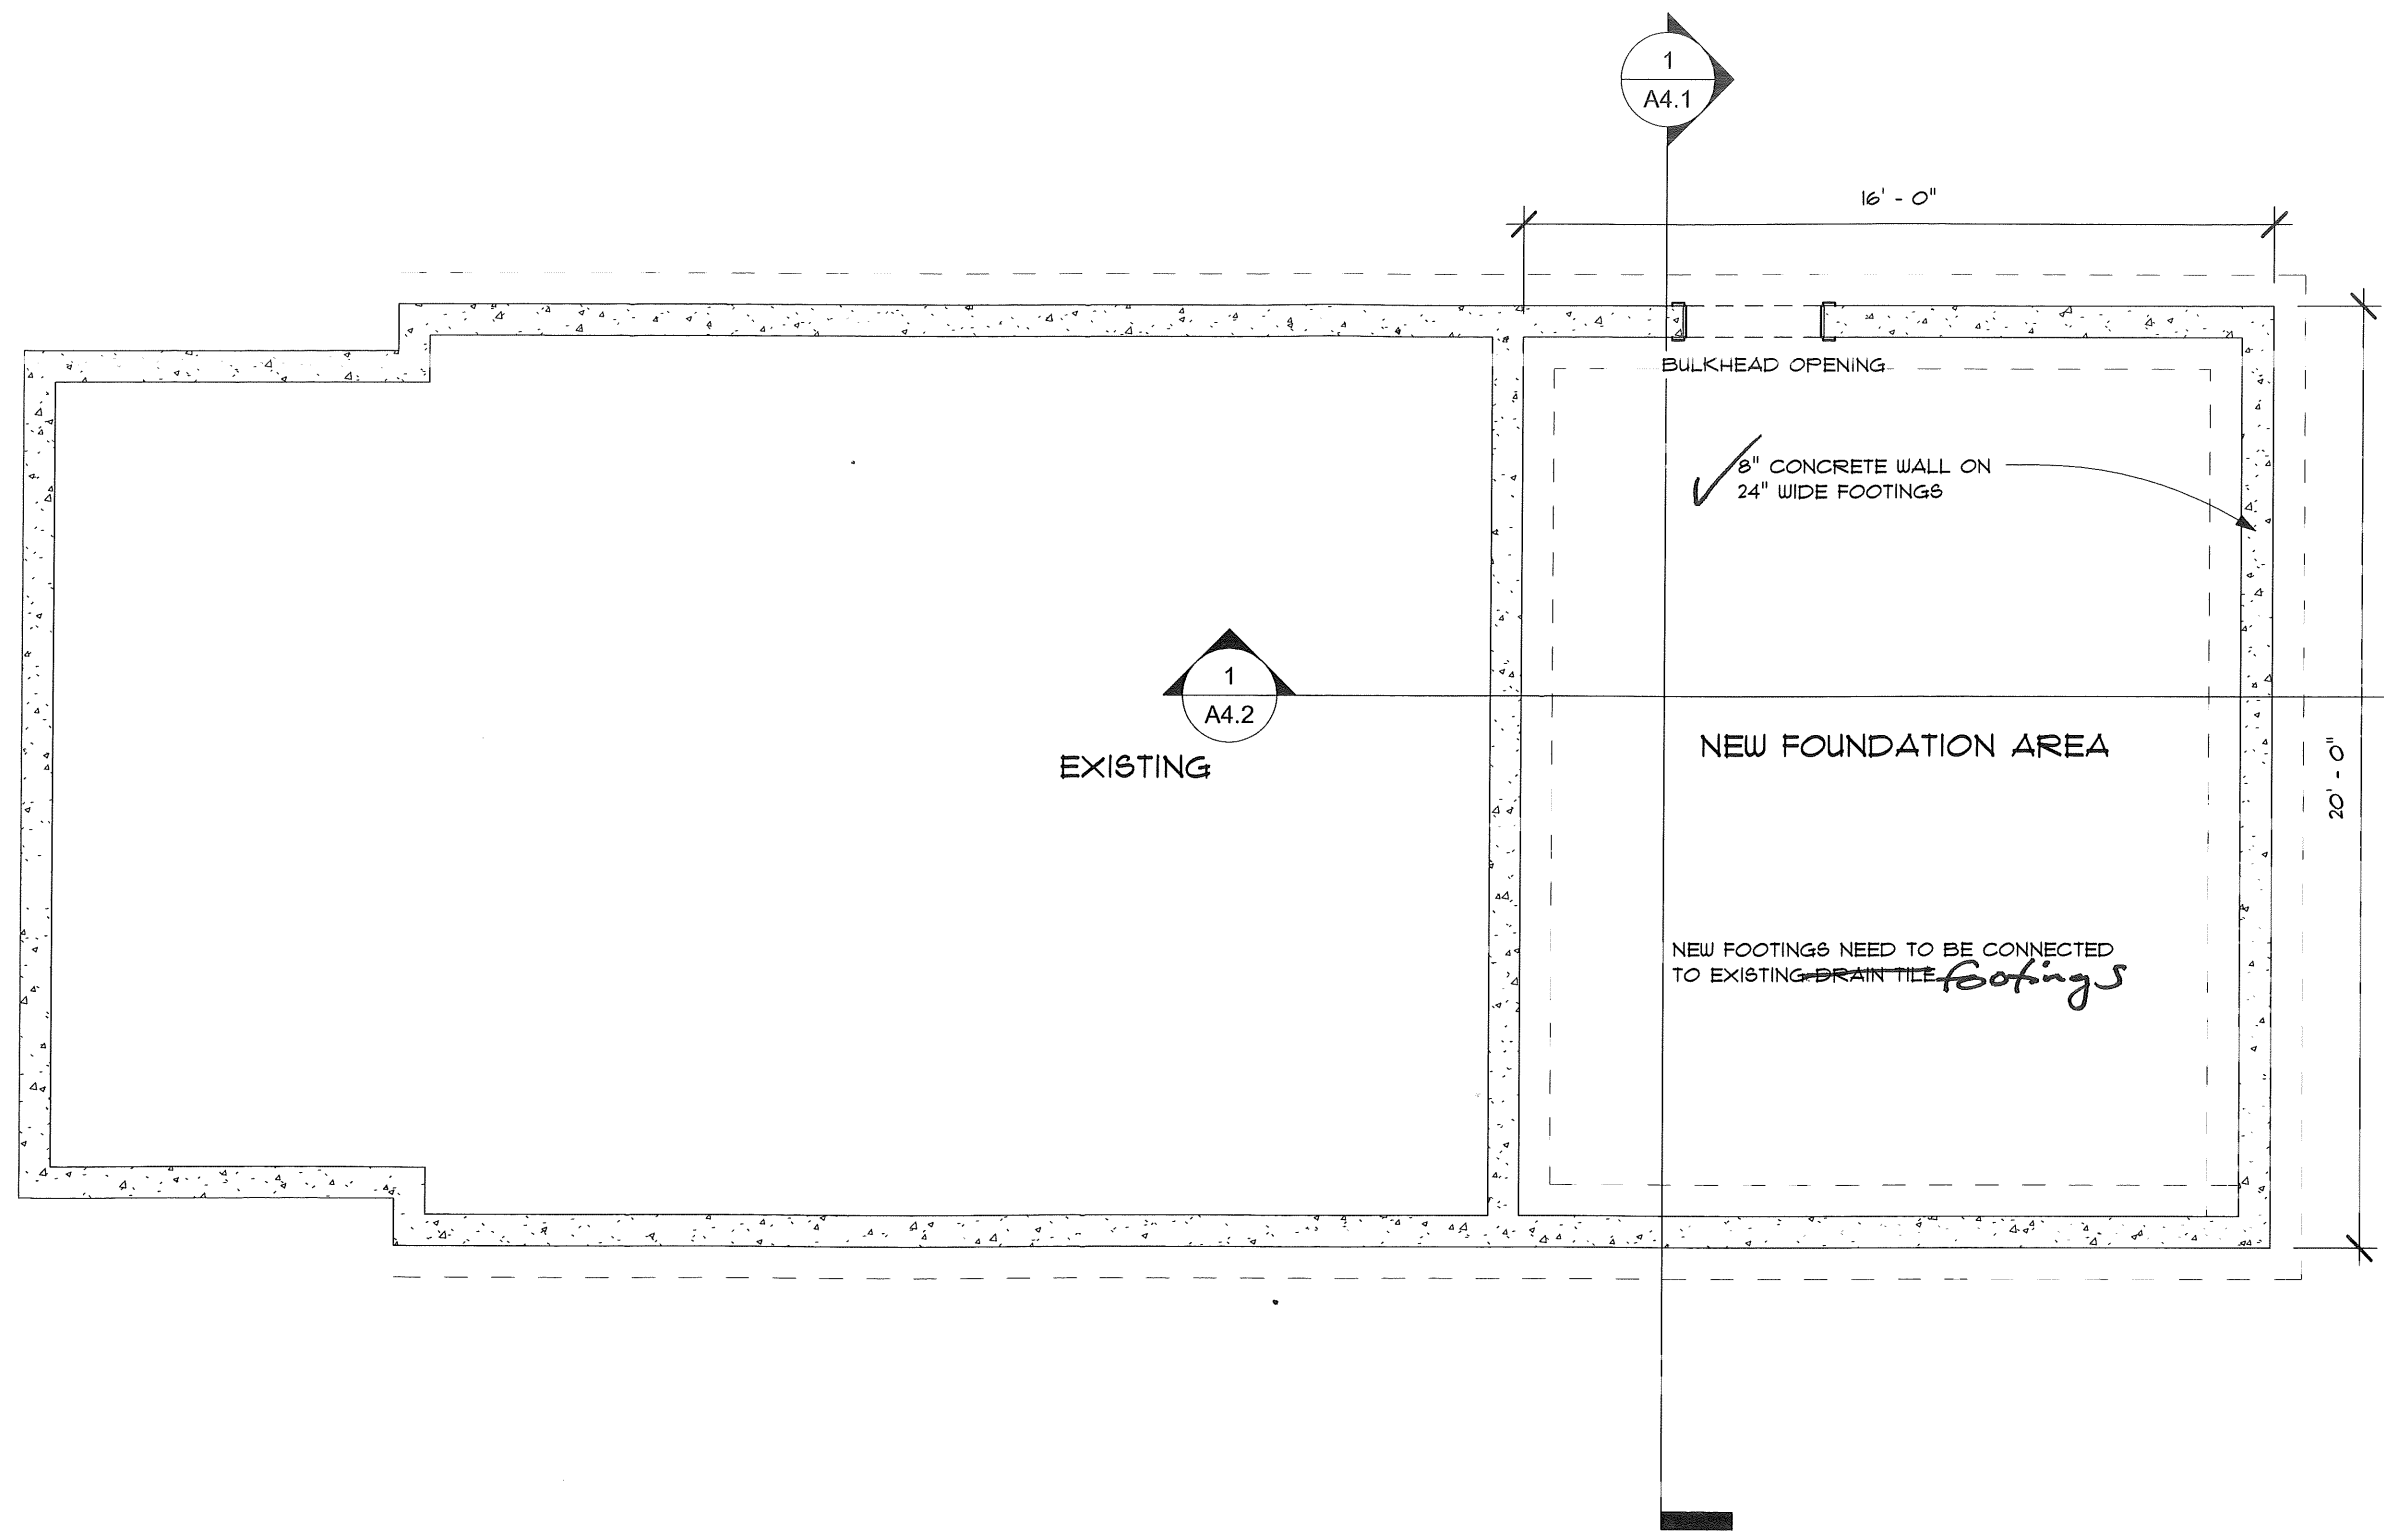 1
A4.1
16' - 0"
BULKHEAD OPENING
8" CONCRETE WALL ON
24" WIDE FOOTINGS
1
A4.2
EXISTING
NEW FOUNDATION AREA
20' - 0"
NEW FOOTINGS NEED TO BE CONNECTED
TO EXISTING DRAIN TILE footings